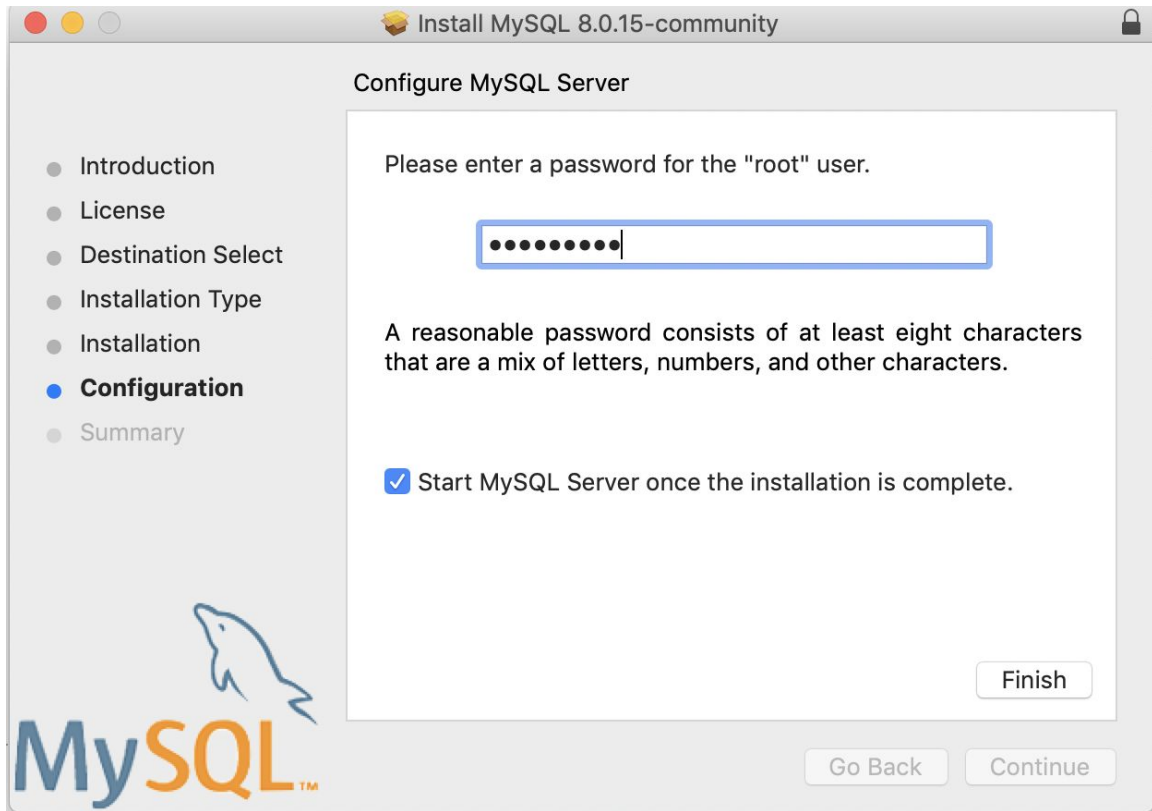 Install MySQL 8.0.15-community
Configure MySQL Server
Introduction
License
Destination Select
Installation Type
Installation
Configuration
Summary
Please enter a password for the "root" user.
•••••••••
A reasonable password consists of at least eight characters
that are a mix of letters, numbers, and other characters.
Start MySQL Server once the installation is complete.
Finish
MySQL™
Go Back
Continue